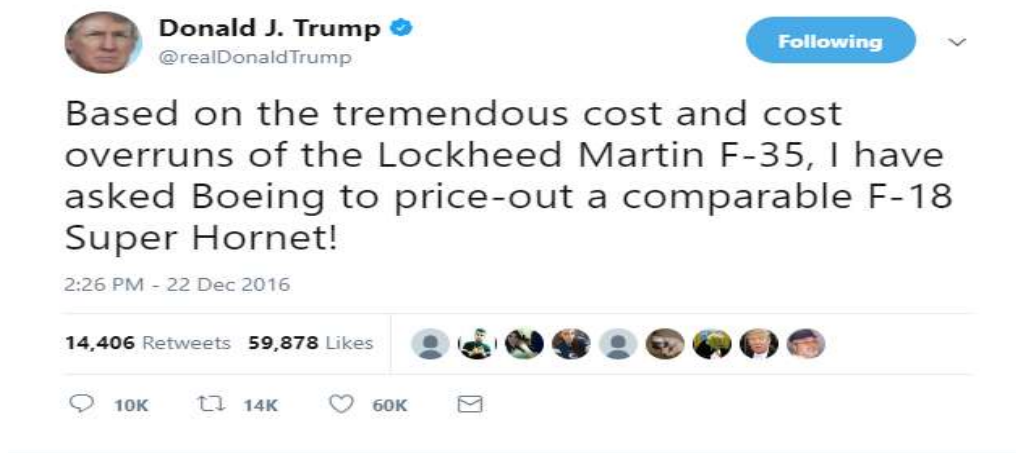 Donald J. Trump
@realDonaldTrump
Following
Based on the tremendous cost and cost
overruns of the Lockheed Martin F-35, I have
asked Boeing to price-out a comparable F-18
Super Hornet!
2:26 PM - 22 Dec 2016
14,406 Retweets 59,878 Likes
10K 14K 60K